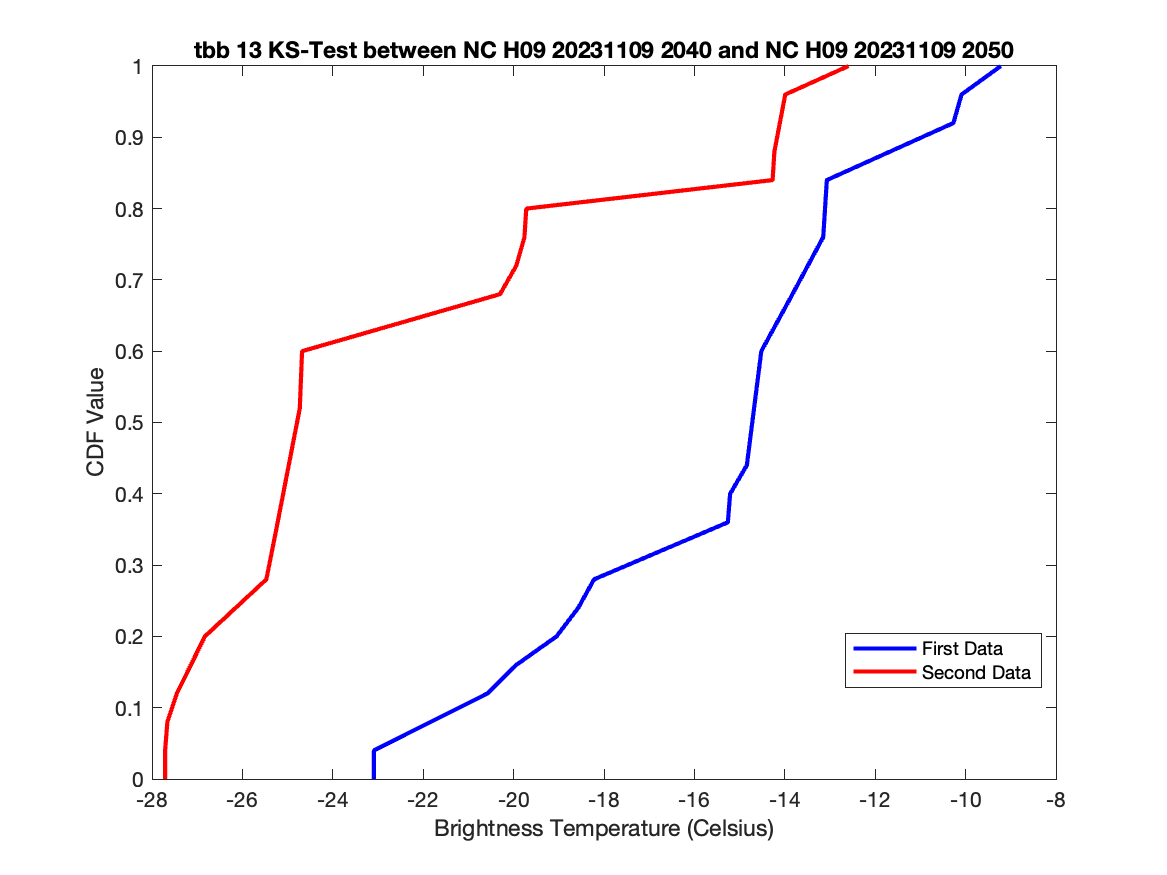 tbb 13 KS-Test between NC H09 20231109 2040 and NC H09 20231109 2050
1
0.9
0.8
0.7
0.6
0.5
0.4
0.3
0.2
0.1
0
CDF Value
First Data
Second Data
-28 -26 -24 -22 -20 -18 -16 -14 -12 -10 -8
Brightness Temperature (Celsius)